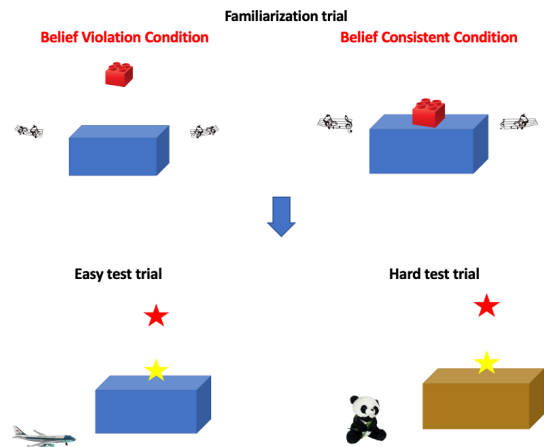 Familiarization trial
Belief Violation Condition
Belief Consistent Condition
Easy test trial
Hard test trial